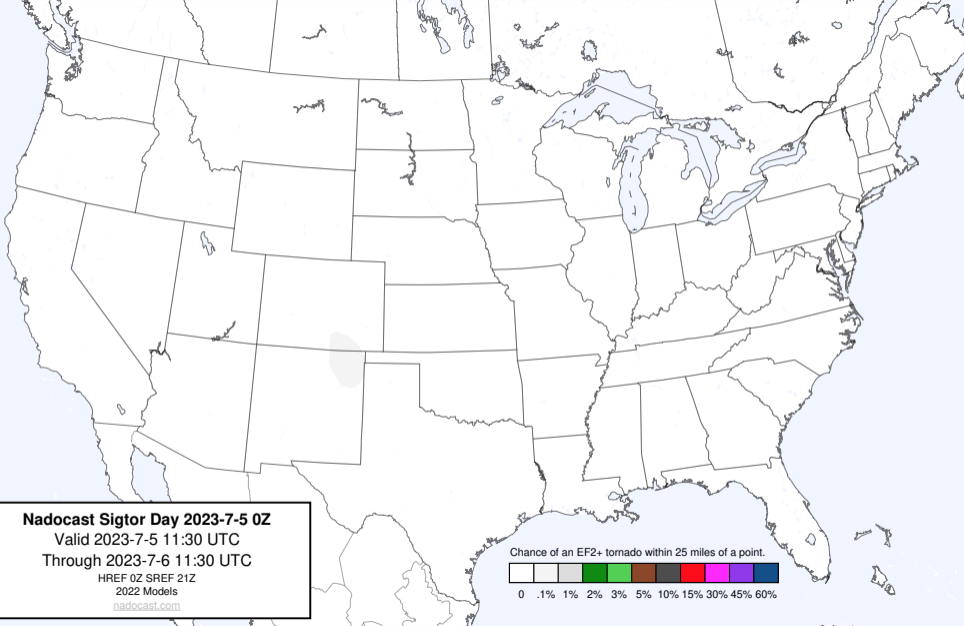 Nadocast Sigtor Day 2023-7-5 0Z
Valid 2023-7-5 11:30 UTC
Through 2023-7-6 11:30 UTC
HREF 0Z SREF 21Z
2022 Models
nadocast.com
Chance of an EF2+ tornado within 25 miles of a point.
0 .1% 1% 2% 3% 5% 10% 15% 30% 45% 60%